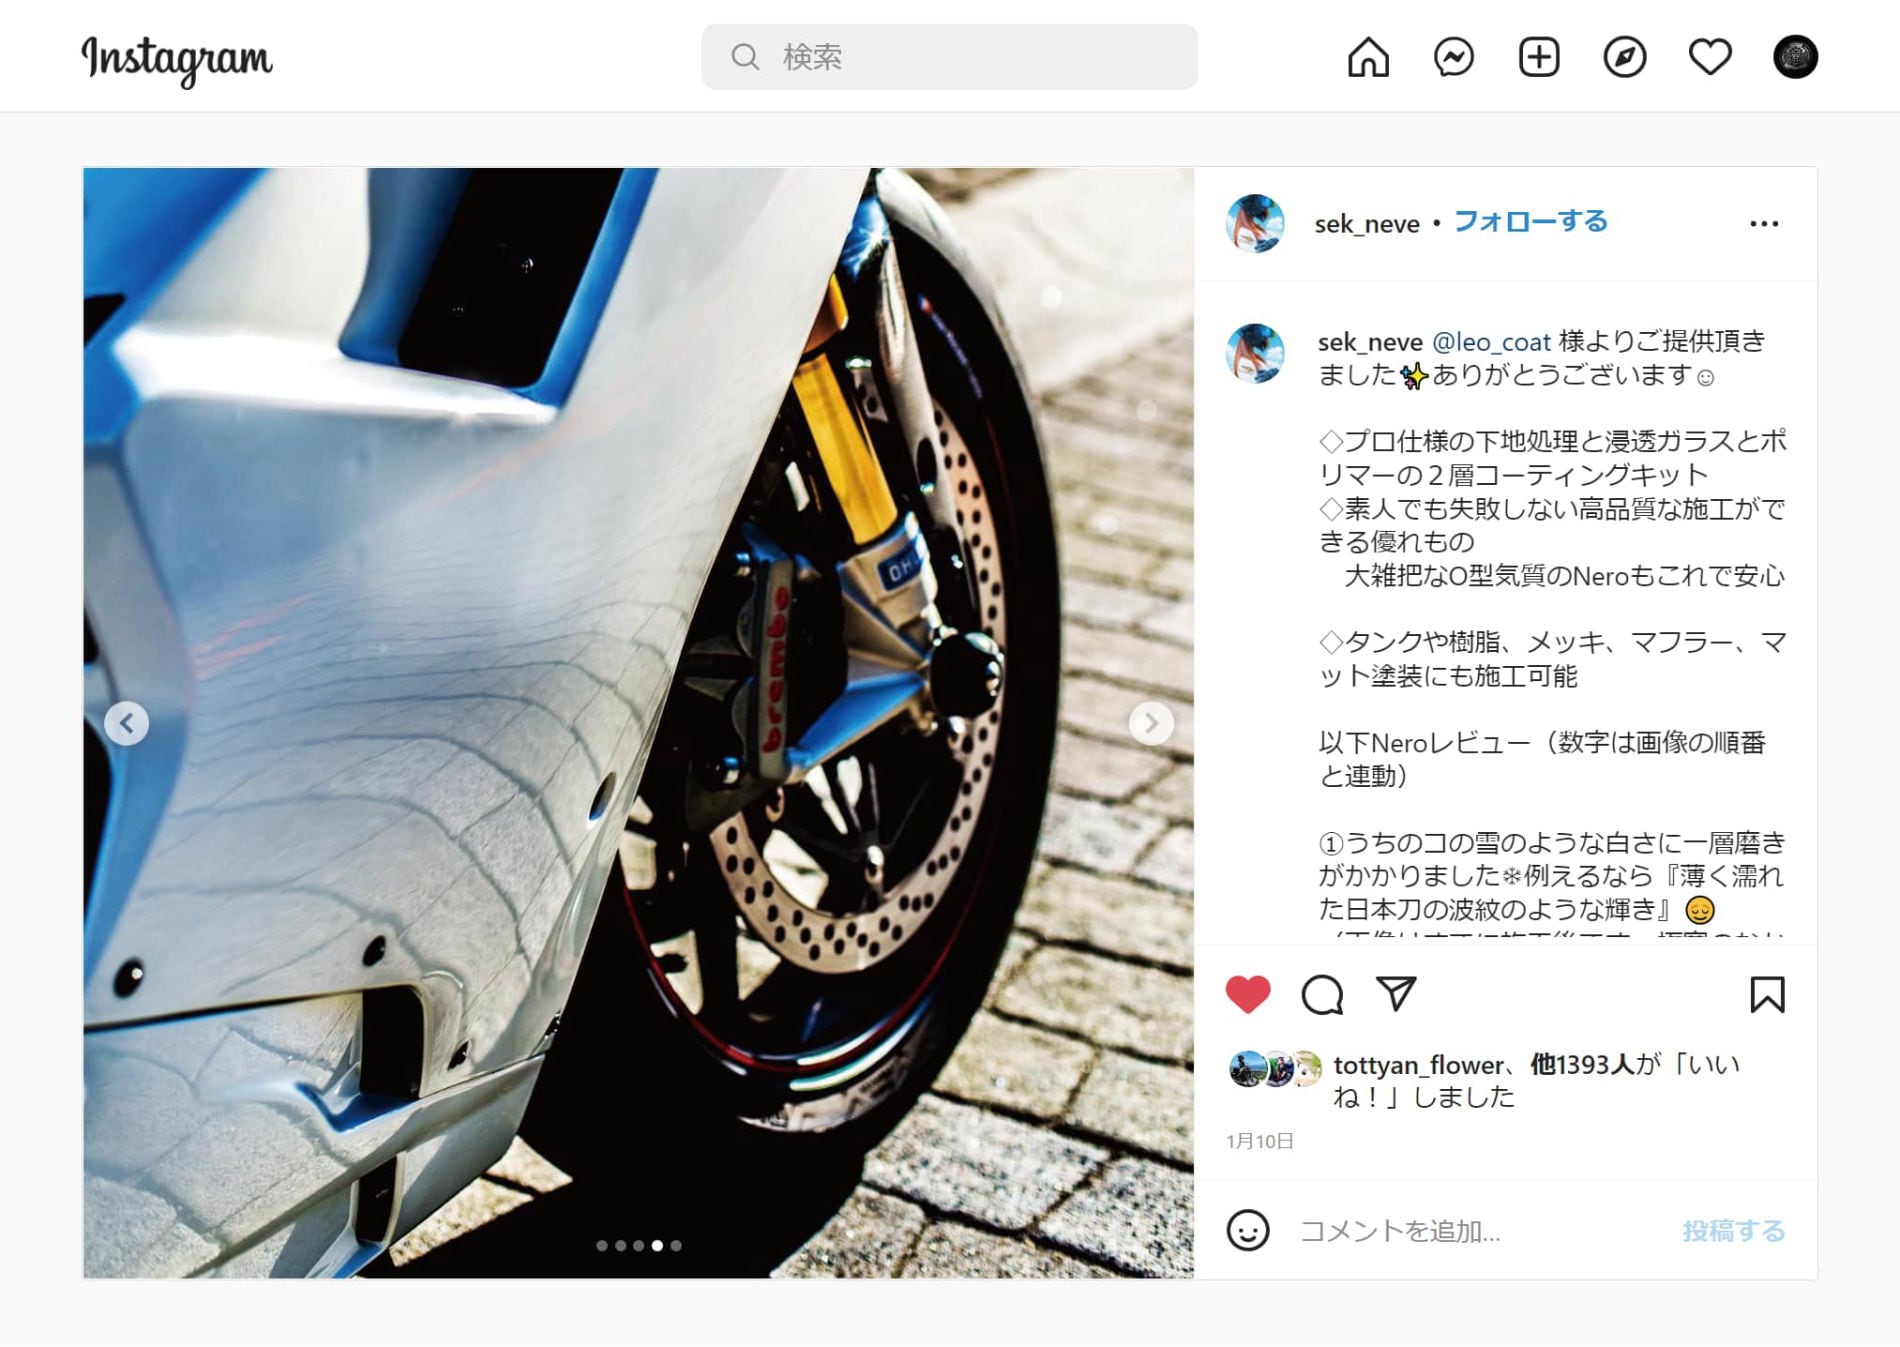 Instagram
検索
sek_neve • フォローする
sek_neve @leo_coat 様よりご提供頂き
ました✨ありがとうございます☺
◇プロ仕様の下地処理と浸透ガラスとポ
リマーの２層コーティングキット
◇素人でも失敗しない高品質な施工がで
きる優れもの
　大雑把なO型気質のNeroもこれで安心
◇タンクや樹脂、メッキ、マフラー、マ
ット塗装にも施工可能
以下Neroレビュー（数字は画像の順番
と連動）
①うちのコの雪のような白さに一層磨き
がかかりました❄例えるなら『薄く濡れ
た日本刀の波紋のような輝き』😌
tottyan_flower、他1393人が「いい
ね！」しました
1月10日
コメントを追加...
投稿する
OH
brembo